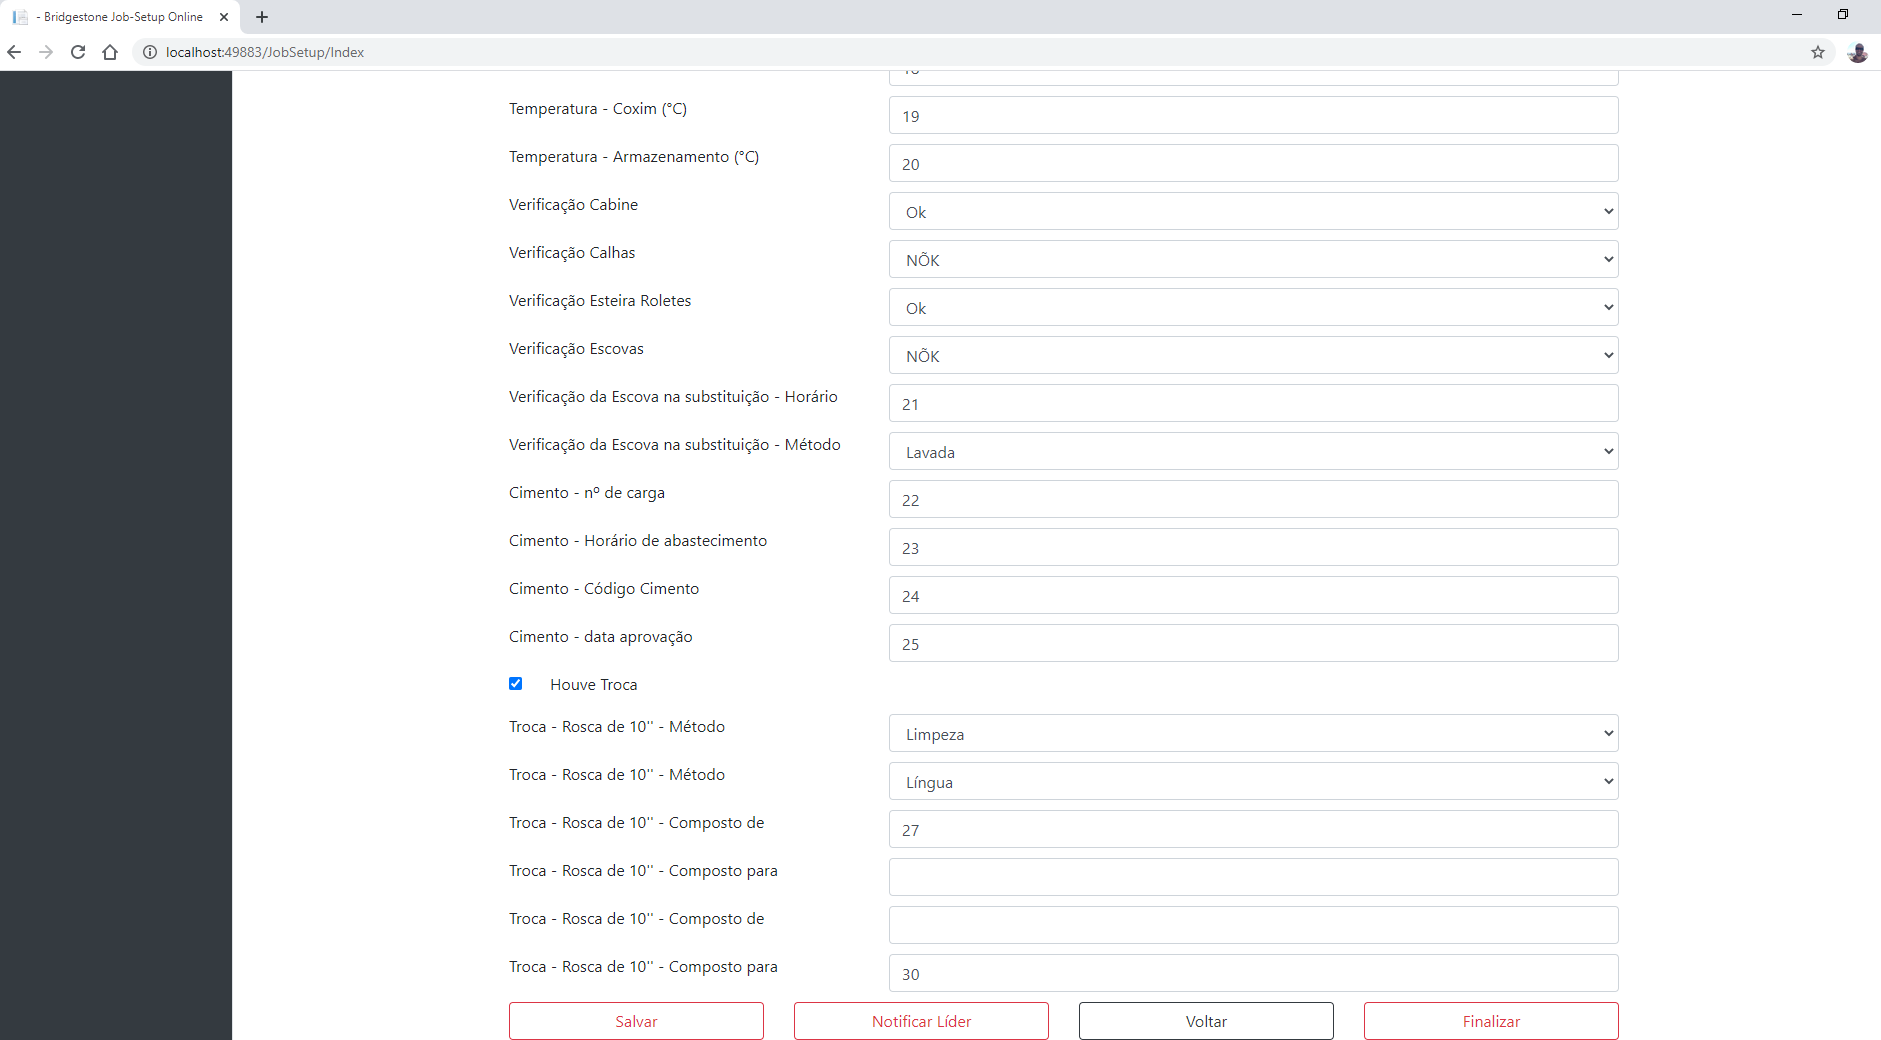 - Bridgestone Job-Setup Online
localhost:49883/JobSetup/Index
Temperatura - Coxim (°C)
19
Temperatura - Armazenamento (°C)
20
Verificação Cabine
Ok
Verificação Calhas
NÕK
Verificação Esteira Roletes
Ok
Verificação Escovas
NÕK
Verificação da Escova na substituição - Horário
21
Verificação da Escova na substituição - Método
Lavada
Cimento - nº de carga
22
Cimento - Horário de abastecimento
23
Cimento - Código Cimento
24
Cimento - data aprovação
25
Houve Troca
Troca - Rosca de 10'' - Método
Limpeza
Troca - Rosca de 10'' - Método
Língua
Troca - Rosca de 10'' - Composto de
27
Troca - Rosca de 10'' - Composto para
Troca - Rosca de 10'' - Composto de
Troca - Rosca de 10'' - Composto para
30
Salvar
Notificar Líder
Voltar
Finalizar